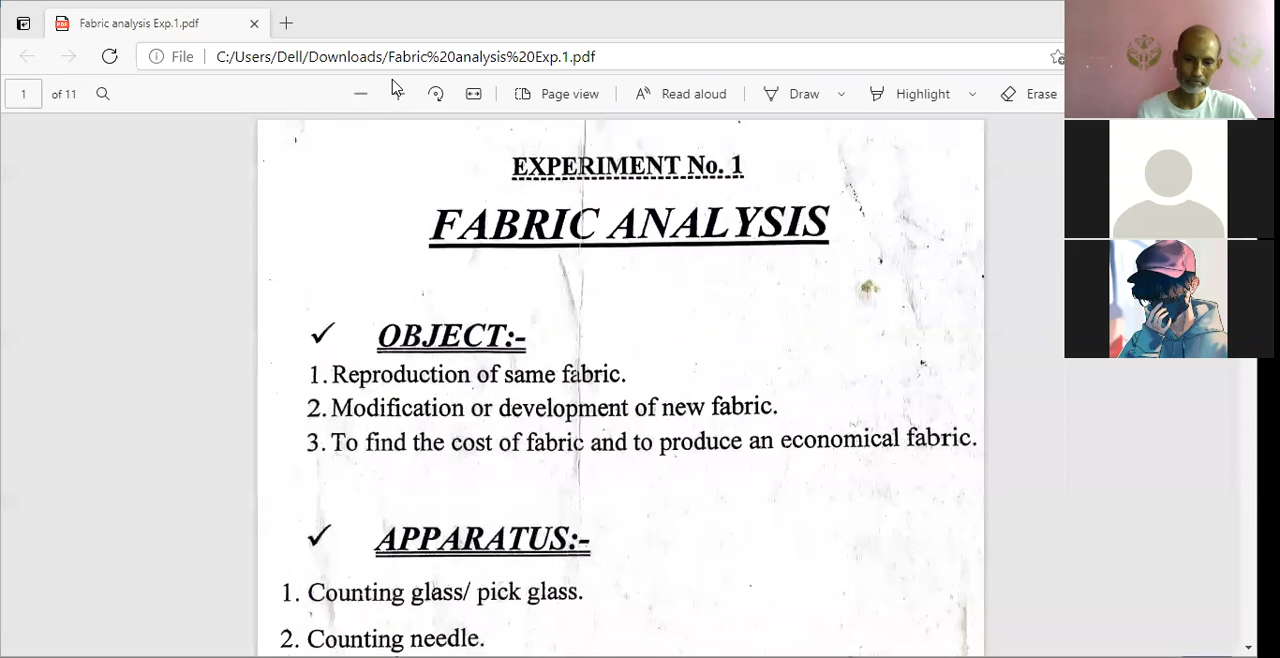 Fabric analysis Exp.1.pdf
File
C:/Users/Dell/Downloads/Fabric%20analysis%20Exp.1.pdf
1 of 11
Page view
Read aloud
Draw
Highlight
Erase
EXPERIMENT No. 1
FABRIC ANALYSIS
✓ OBJECT:-
1. Reproduction of same fabric.
2. Modification or development of new fabric.
3. To find the cost of fabric and to produce an economical fabric.
✓ APPARATUS:-
1. Counting glass/ pick glass.
2. Counting needle.